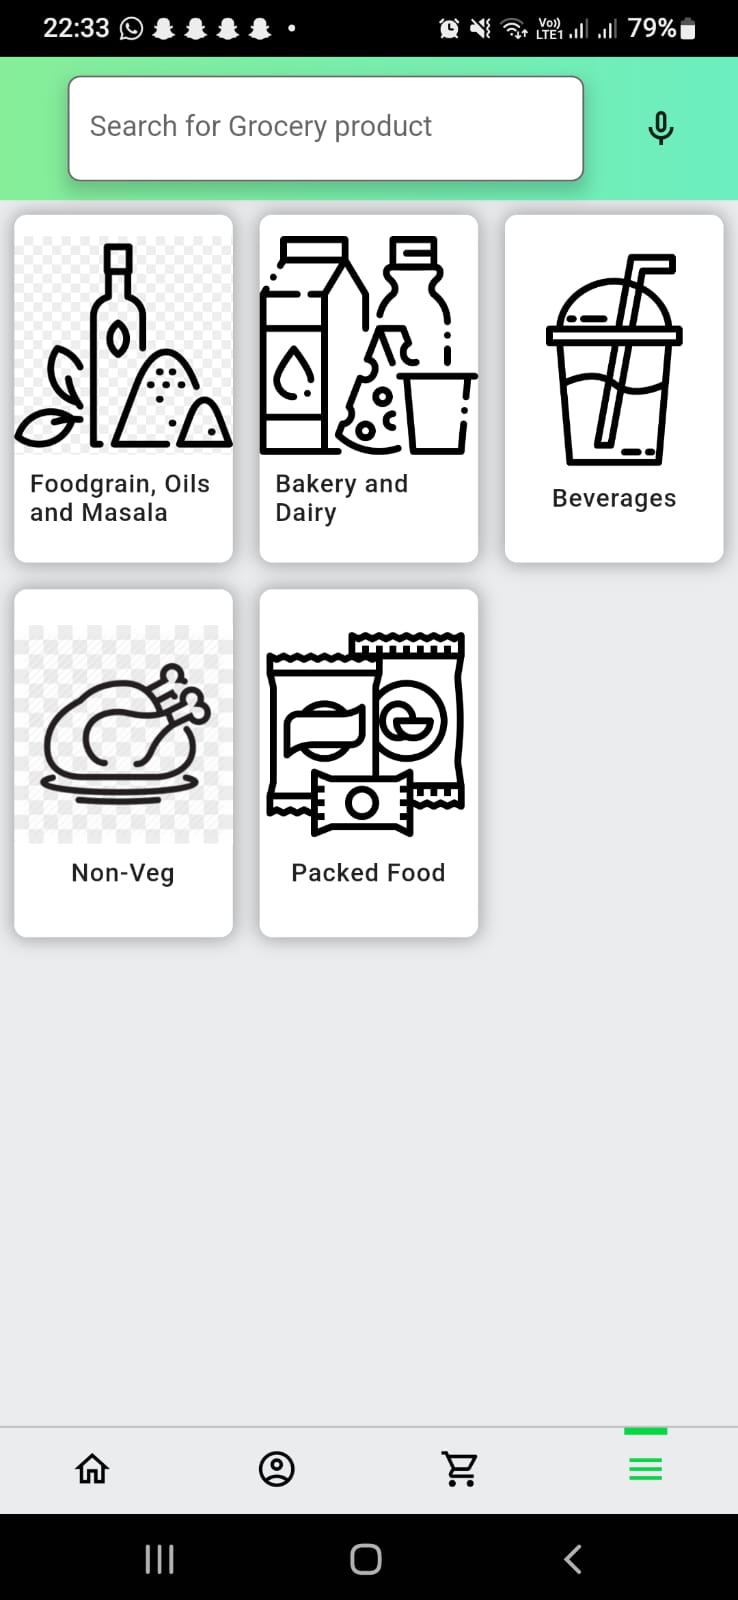 22:33
Vo)) LTE1 79%
Search for Grocery product
Foodgrain, Oils
and Masala
Bakery and
Dairy
Beverages
Non-Veg
Packed Food